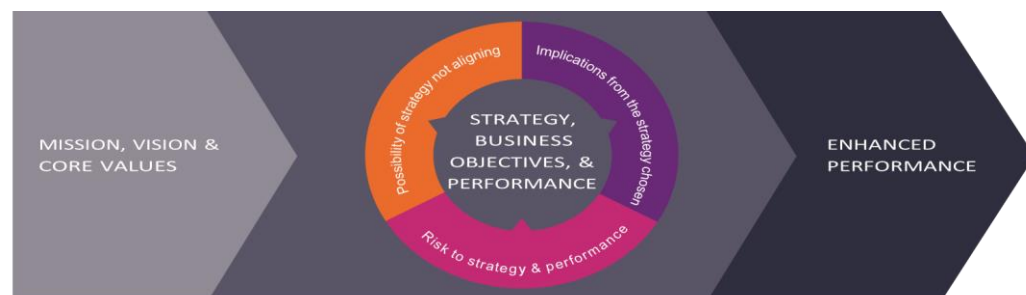 MISSION, VISION &
CORE VALUES
Possibility of strategy not aligning
Implications from the strategy chosen
STRATEGY,
BUSINESS
OBJECTIVES, &
PERFORMANCE
Risk to strategy & performance
ENHANCED
PERFORMANCE